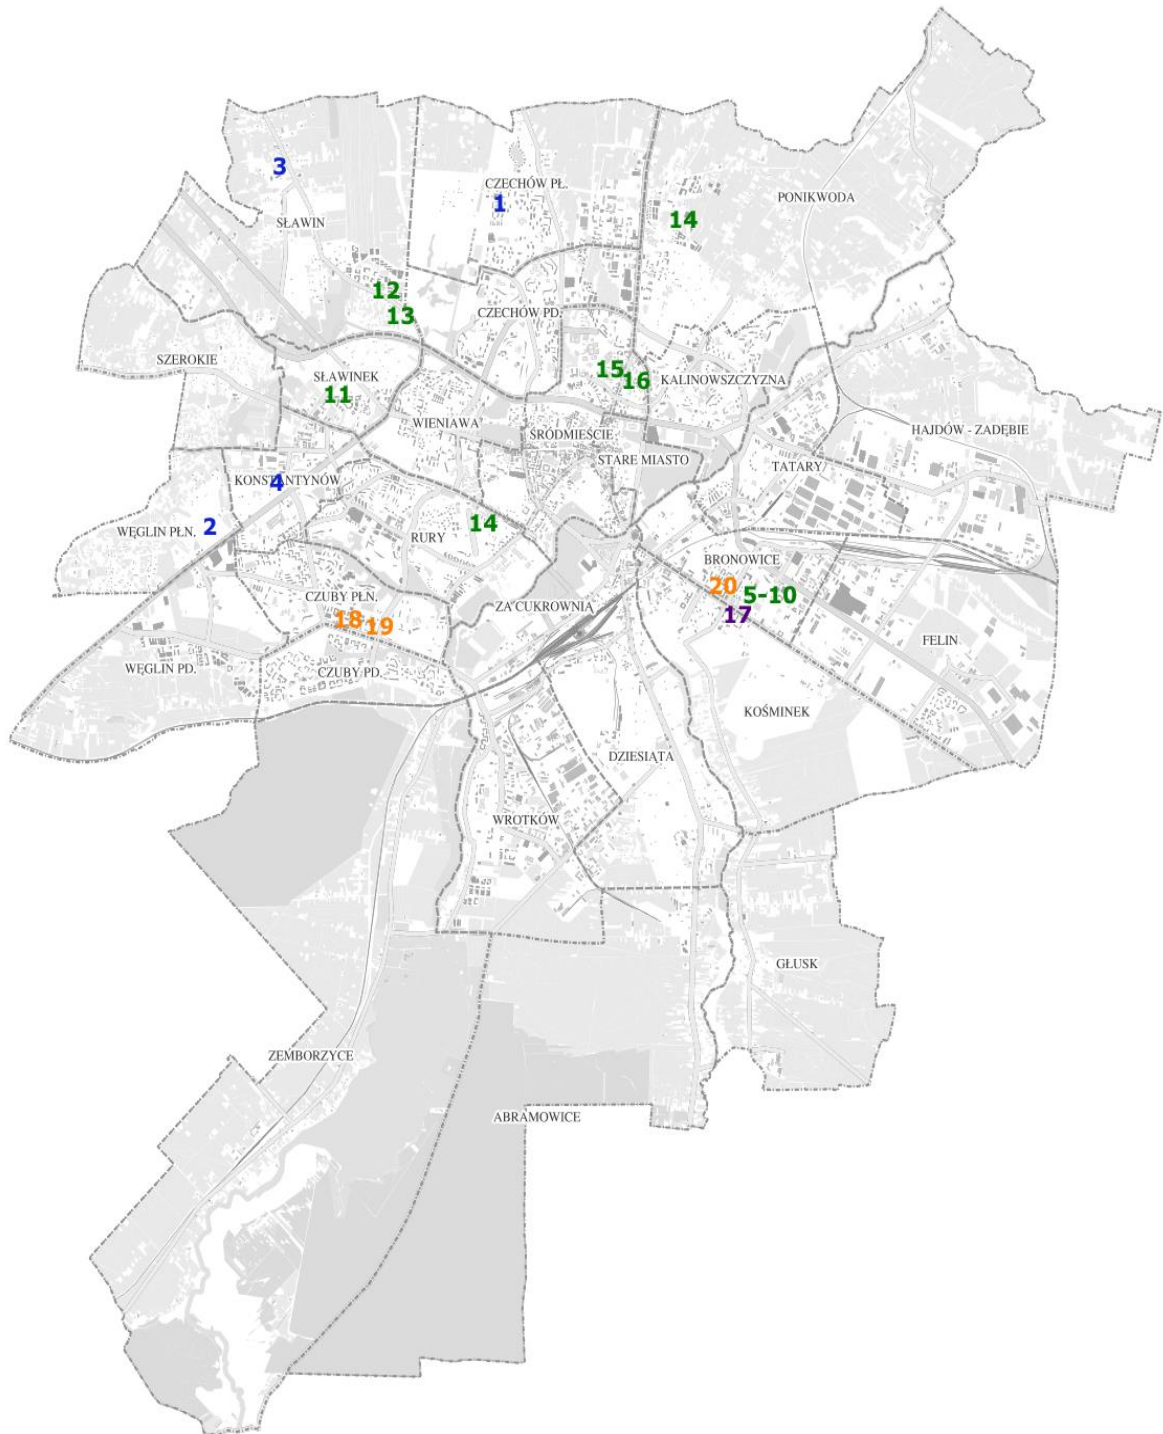 3
CZECHÓW PŁ.
1
PONIKWODA
SŁAWIN
14
12
13
CZECHÓW PD.
SZEROKIE
SŁAWINEK
11
15
16
KALINOWSZCZYZNA
WIENIAWA
ŚRÓDMIEŚCIE
HAJDÓW - ZADĘBIE
STARE MIASTO
TATARY
KONSTANTYNÓW
4
WĘGLIN PŁN.
2
14
RURY
BRONOWICE
20
5-10
CZUBY PŁN.
ZA CUKROWNIĄ
17
18
19
FELIN
WĘGLIN PD.
CZUBY PD.
KOŚMINEK
DZIESIĄTA
WROTKÓW
GŁUSK
ZEMBORZYCE
ABRAMOWICE